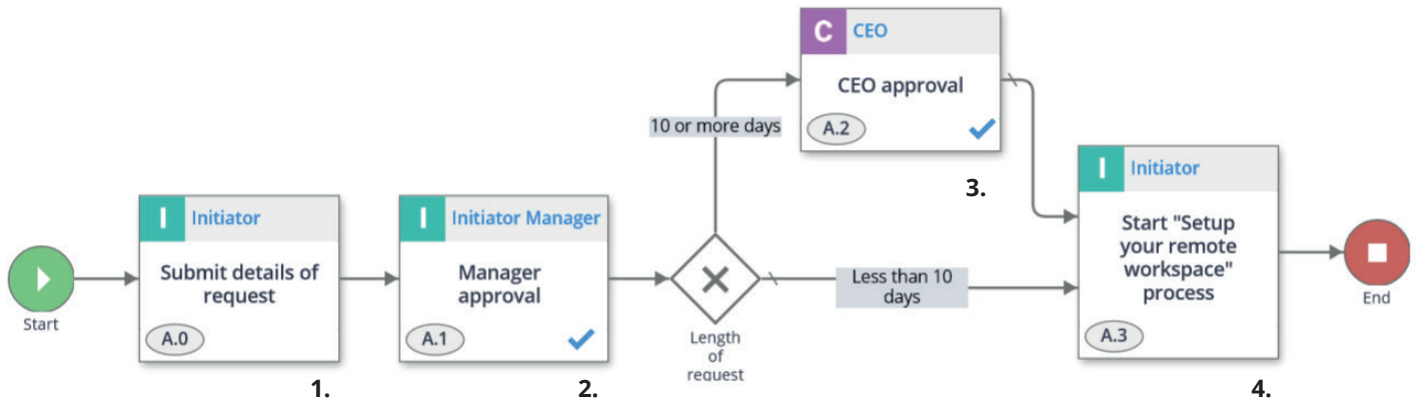 Start
I Initiator
Submit details of
request
A.0
1.
I Initiator Manager
Manager
approval
A.1
2.
Length
of
request
10 or more days
C CEO
CEO approval
A.2
3.
Less than 10
days
I Initiator
Start "Setup
your remote
workspace"
process
A.3
4.
End